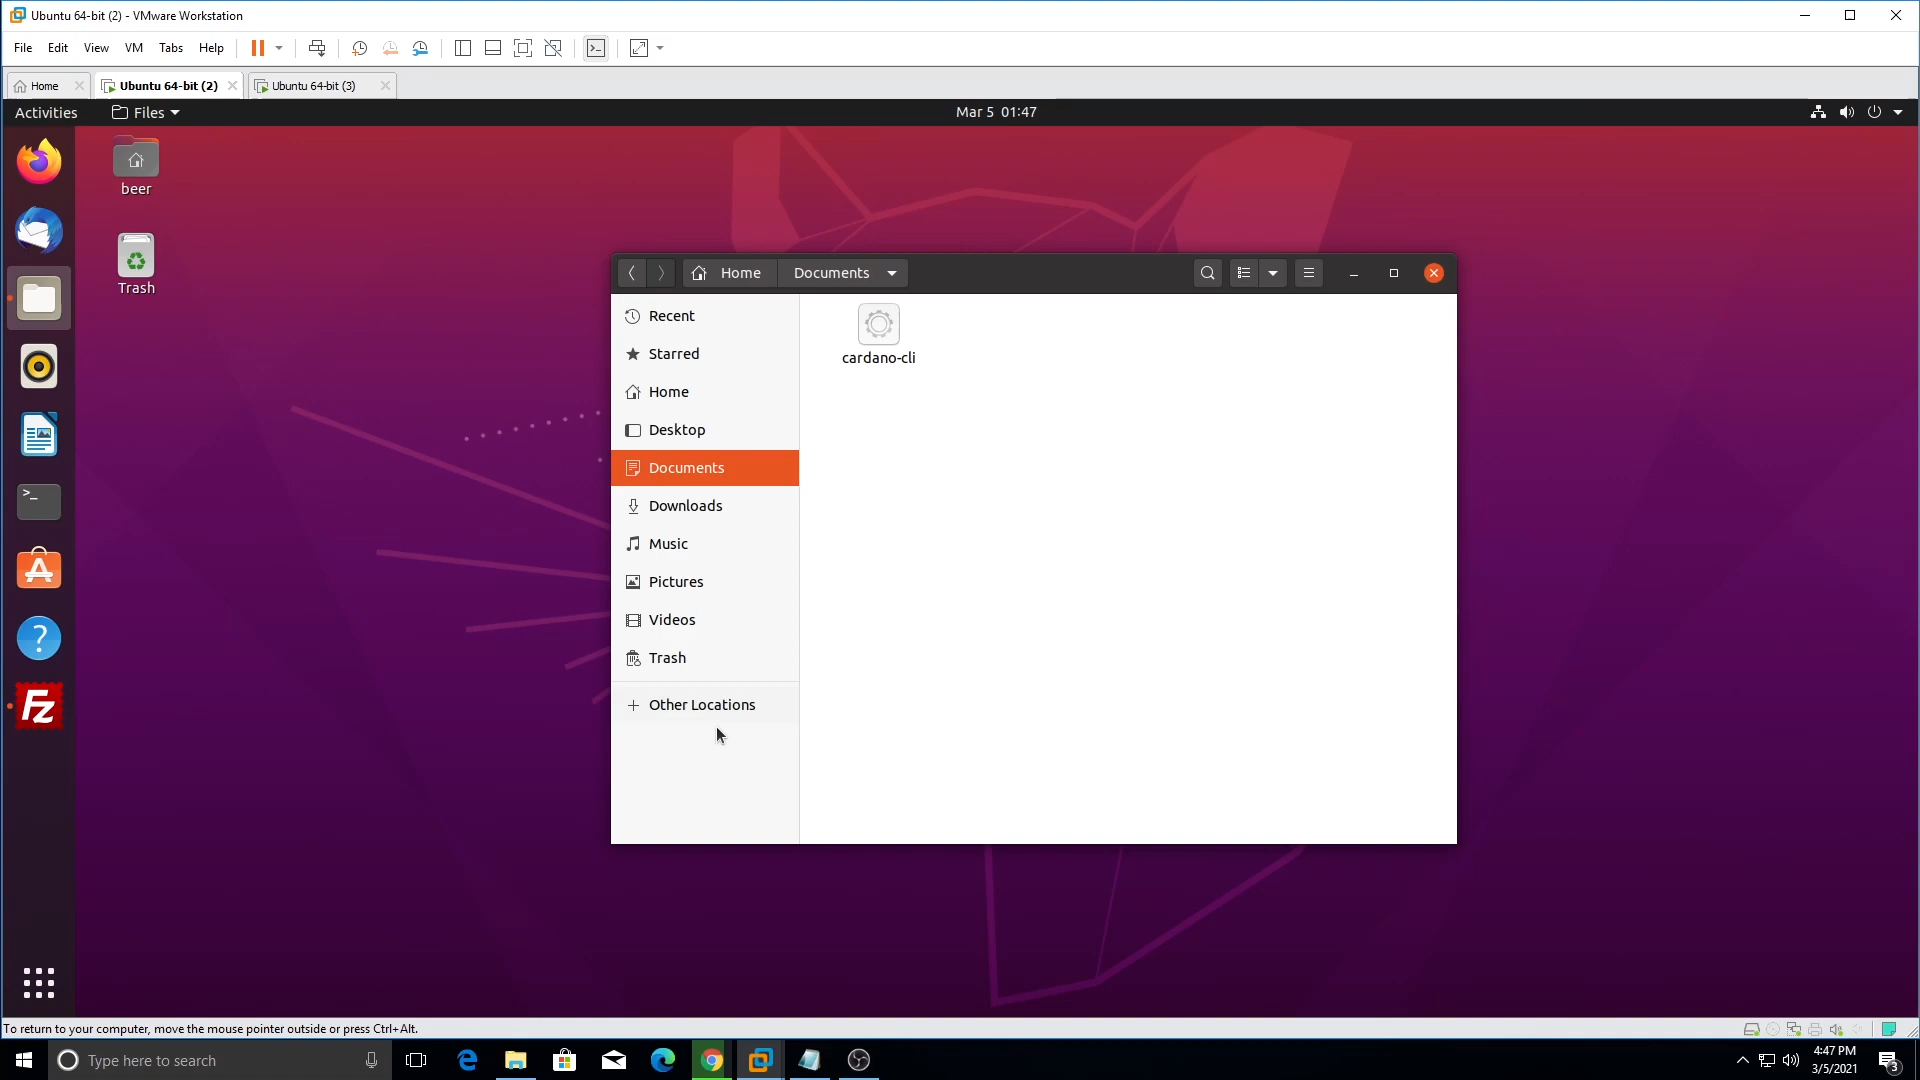 Ubuntu 64-bit (2) - VMware Workstation
File Edit View VM Tabs Help
Home
Ubuntu 64-bit (2)
Ubuntu 64-bit (3)
Activities
Files
Mar 5 01:47
beer
Trash
Home
Documents
Recent
Starred
Home
Desktop
Documents
Downloads
Music
Pictures
Videos
Trash
Other Locations
cardano-cli
To return to your computer, move the mouse pointer outside or press Ctrl+Alt.
Type here to search
4:47 PM
3/5/2021
3